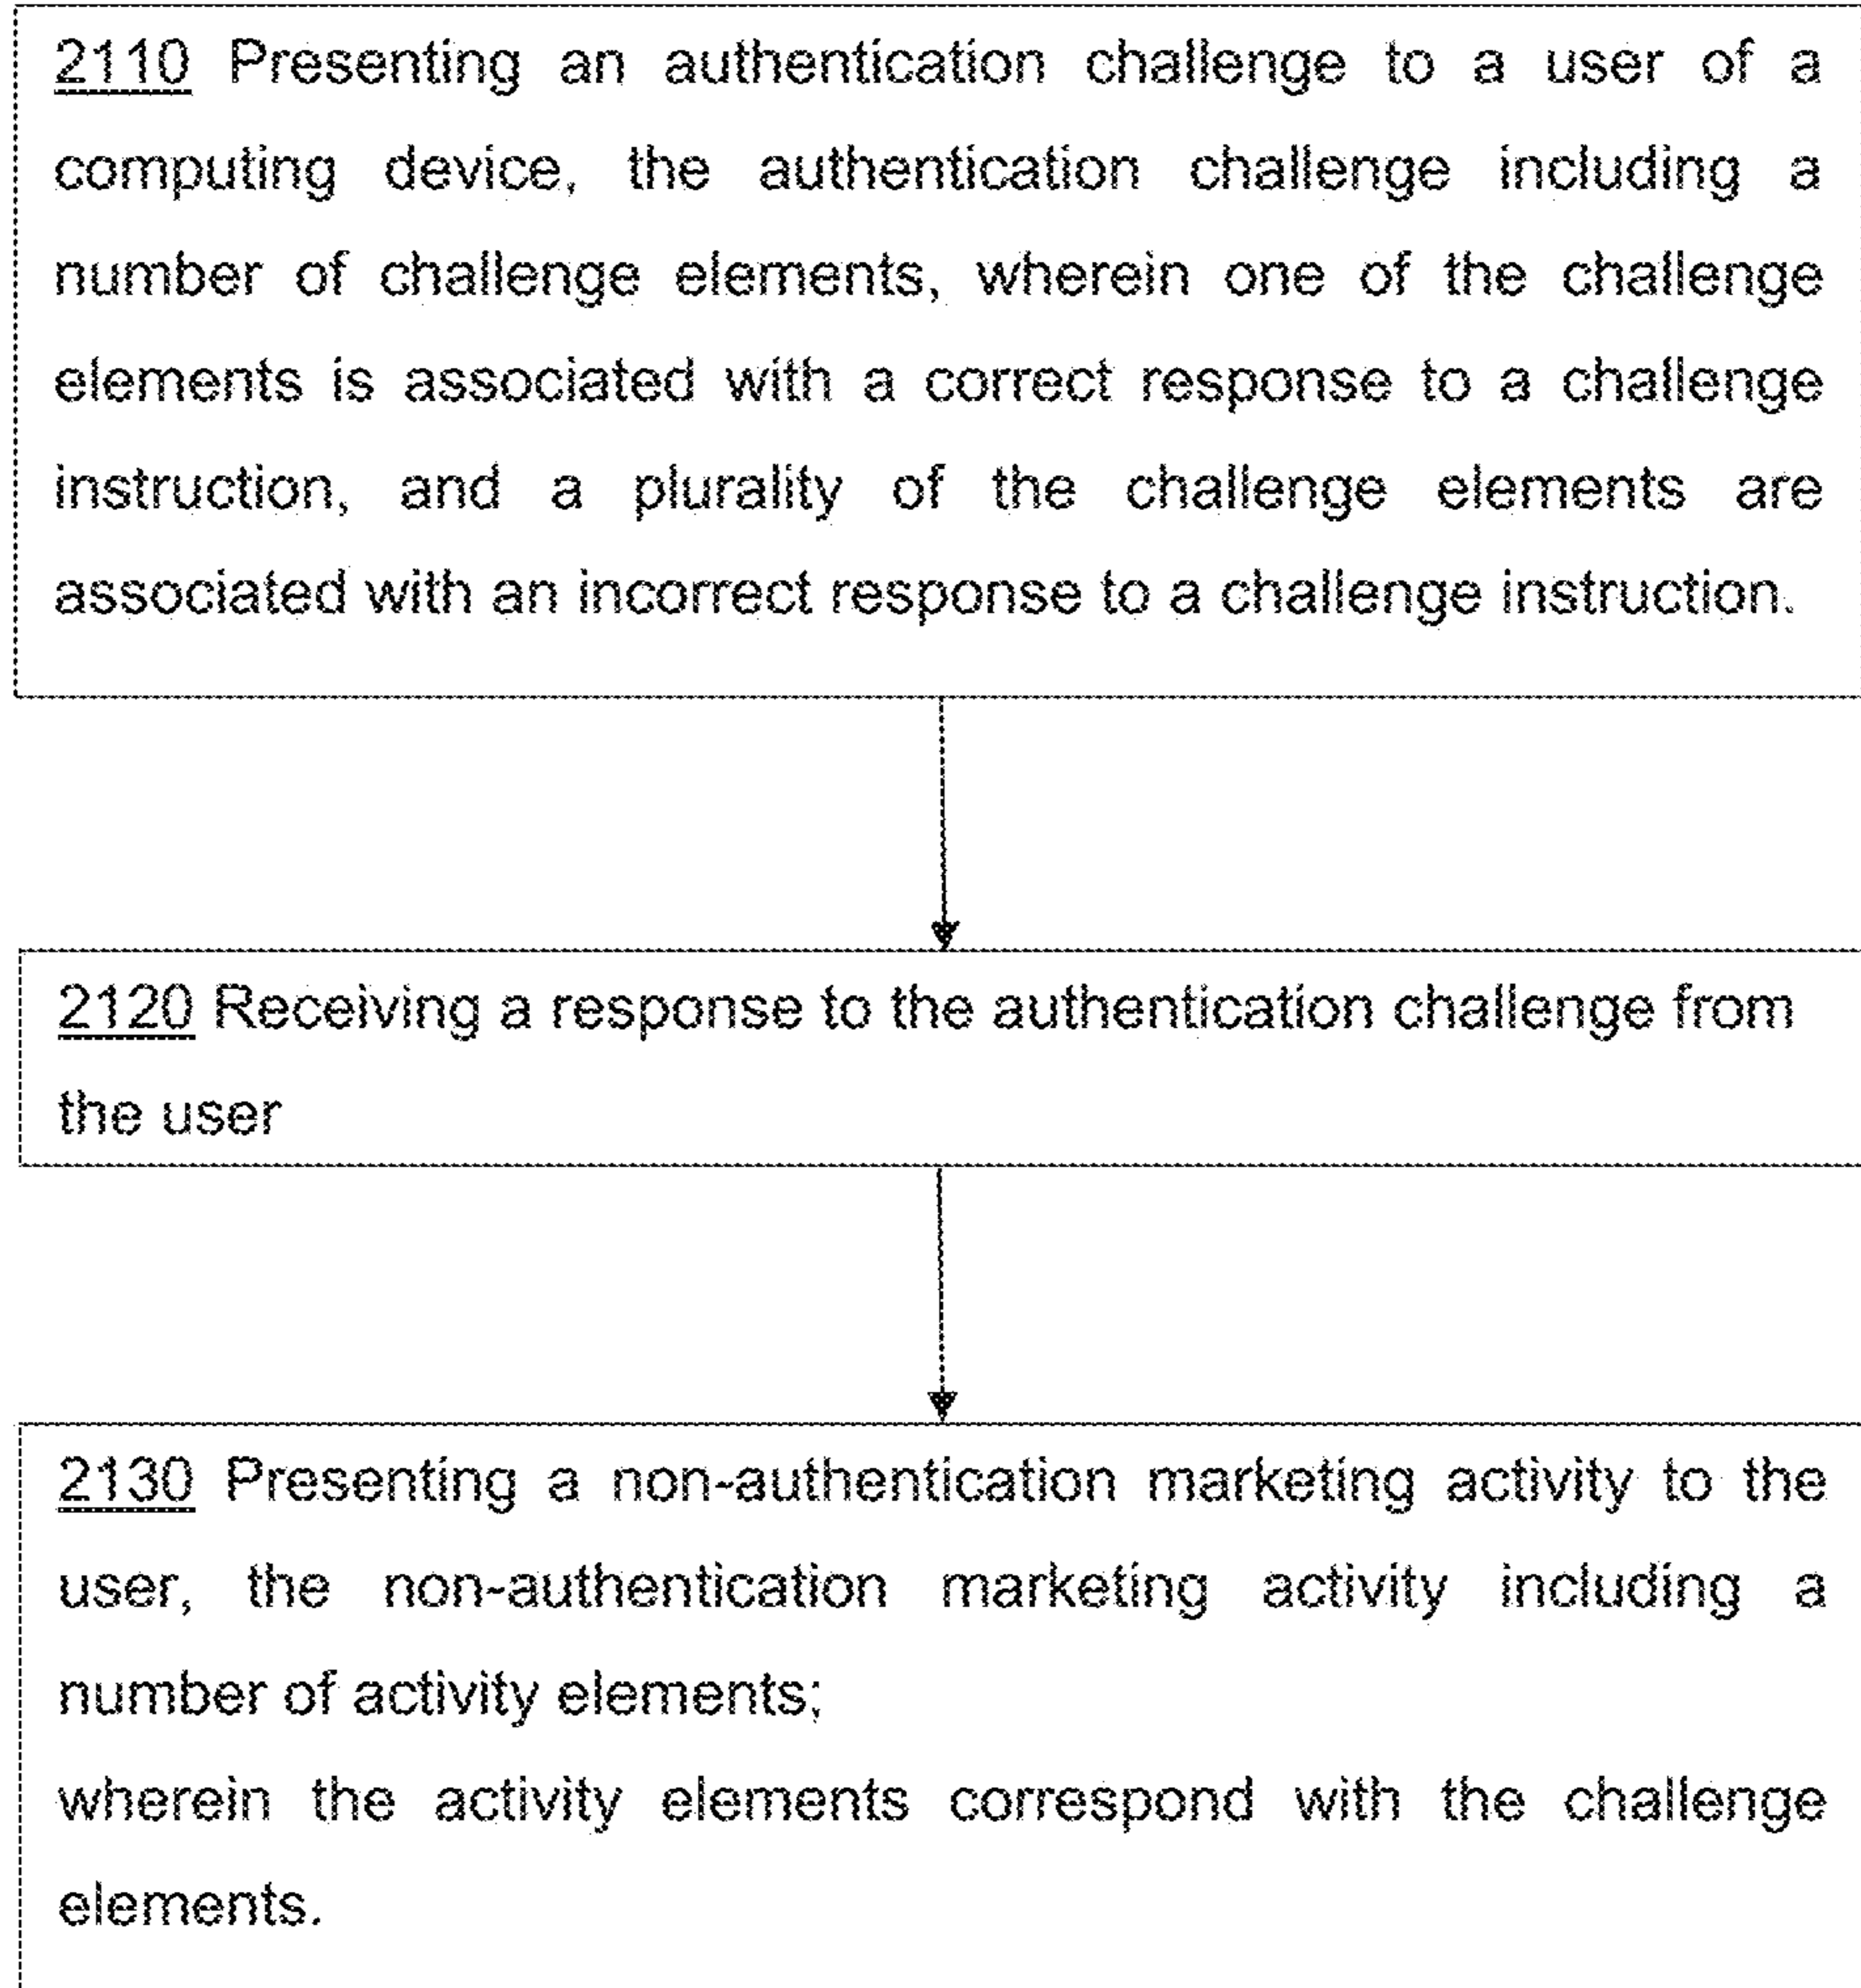 2110 Presenting an authentication challenge to a user of a
computing device, the authentication challenge including a
number of challenge elements, wherein one of the challenge
elements is associated with a correct response to a challenge
instruction, and a plurality of the challenge elements are
associated with an incorrect response to a challenge instruction.
2120 Receiving a response to the authentication challenge from
the user
2130 Presenting a non-authentication marketing activity to the
user, the non-authentication marketing activity including a
number of activity elements;
wherein the activity elements correspond with the challenge
elements.